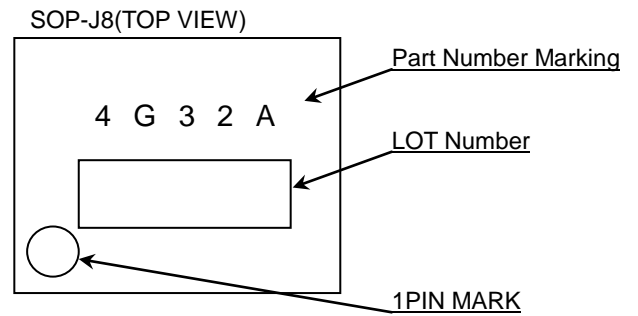 SOP-J8(TOP VIEW)
Part Number Marking
4 G 3 2 A
LOT Number
1PIN MARK